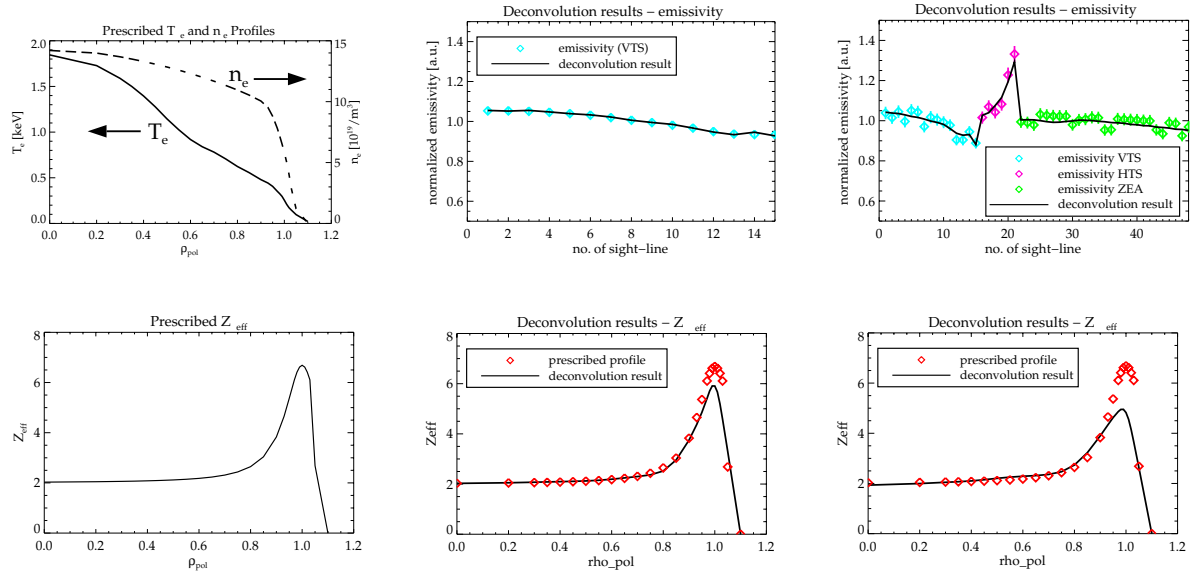 Prescribed T e and n e Profiles
2.0
1.5
1.0
0.5
0.0
T e [keV]
15
10
5
0
n e [10^19/m^3]
n e
T e
0.0 0.2 0.4 0.6 0.8 1.0 1.2
ρpol
Deconvolution results − emissivity
1.4
1.2
1.0
0.8
0.6
normalized emissivity [a.u.]
emissivity (VTS)
deconvolution result
0 2 4 6 8 10 12 14
no. of sight−line
Deconvolution results − emissivity
1.4
1.2
1.0
0.8
0.6
normalized emissivity [a.u.]
emissivity VTS
emissivity HTS
emissivity ZEA
deconvolution result
0 10 20 30 40
no. of sight−line
Prescribed Z eff
8
6
4
2
0
Z eff
0.0 0.2 0.4 0.6 0.8 1.0 1.2
ρpol
Deconvolution results − Z eff
8
6
4
2
0
Zeff
prescribed profile
deconvolution result
0.0 0.2 0.4 0.6 0.8 1.0 1.2
rho_pol
Deconvolution results − Z eff
8
6
4
2
0
Zeff
prescribed profile
deconvolution result
0.0 0.2 0.4 0.6 0.8 1.0 1.2
rho_pol